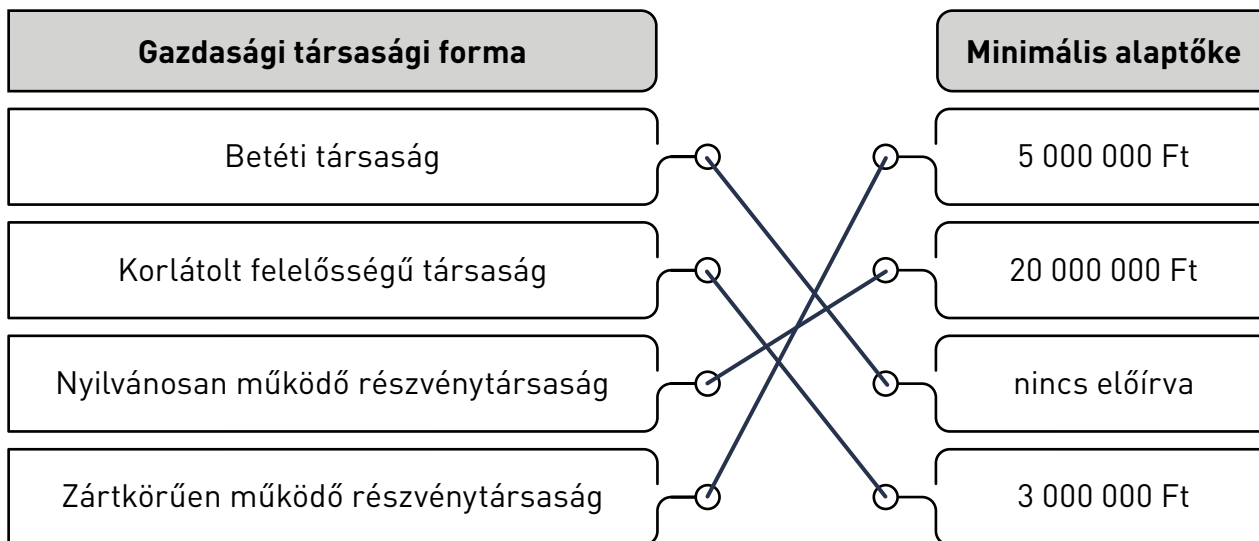 Gazdasági társasági forma
Minimális alaptőke
Betéti társaság
5 000 000 Ft
Korlátolt felelősségű társaság
20 000 000 Ft
Nyilvánosan működő részvénytársaság
nincs előírva
Zártkörűen működő részvénytársaság
3 000 000 Ft